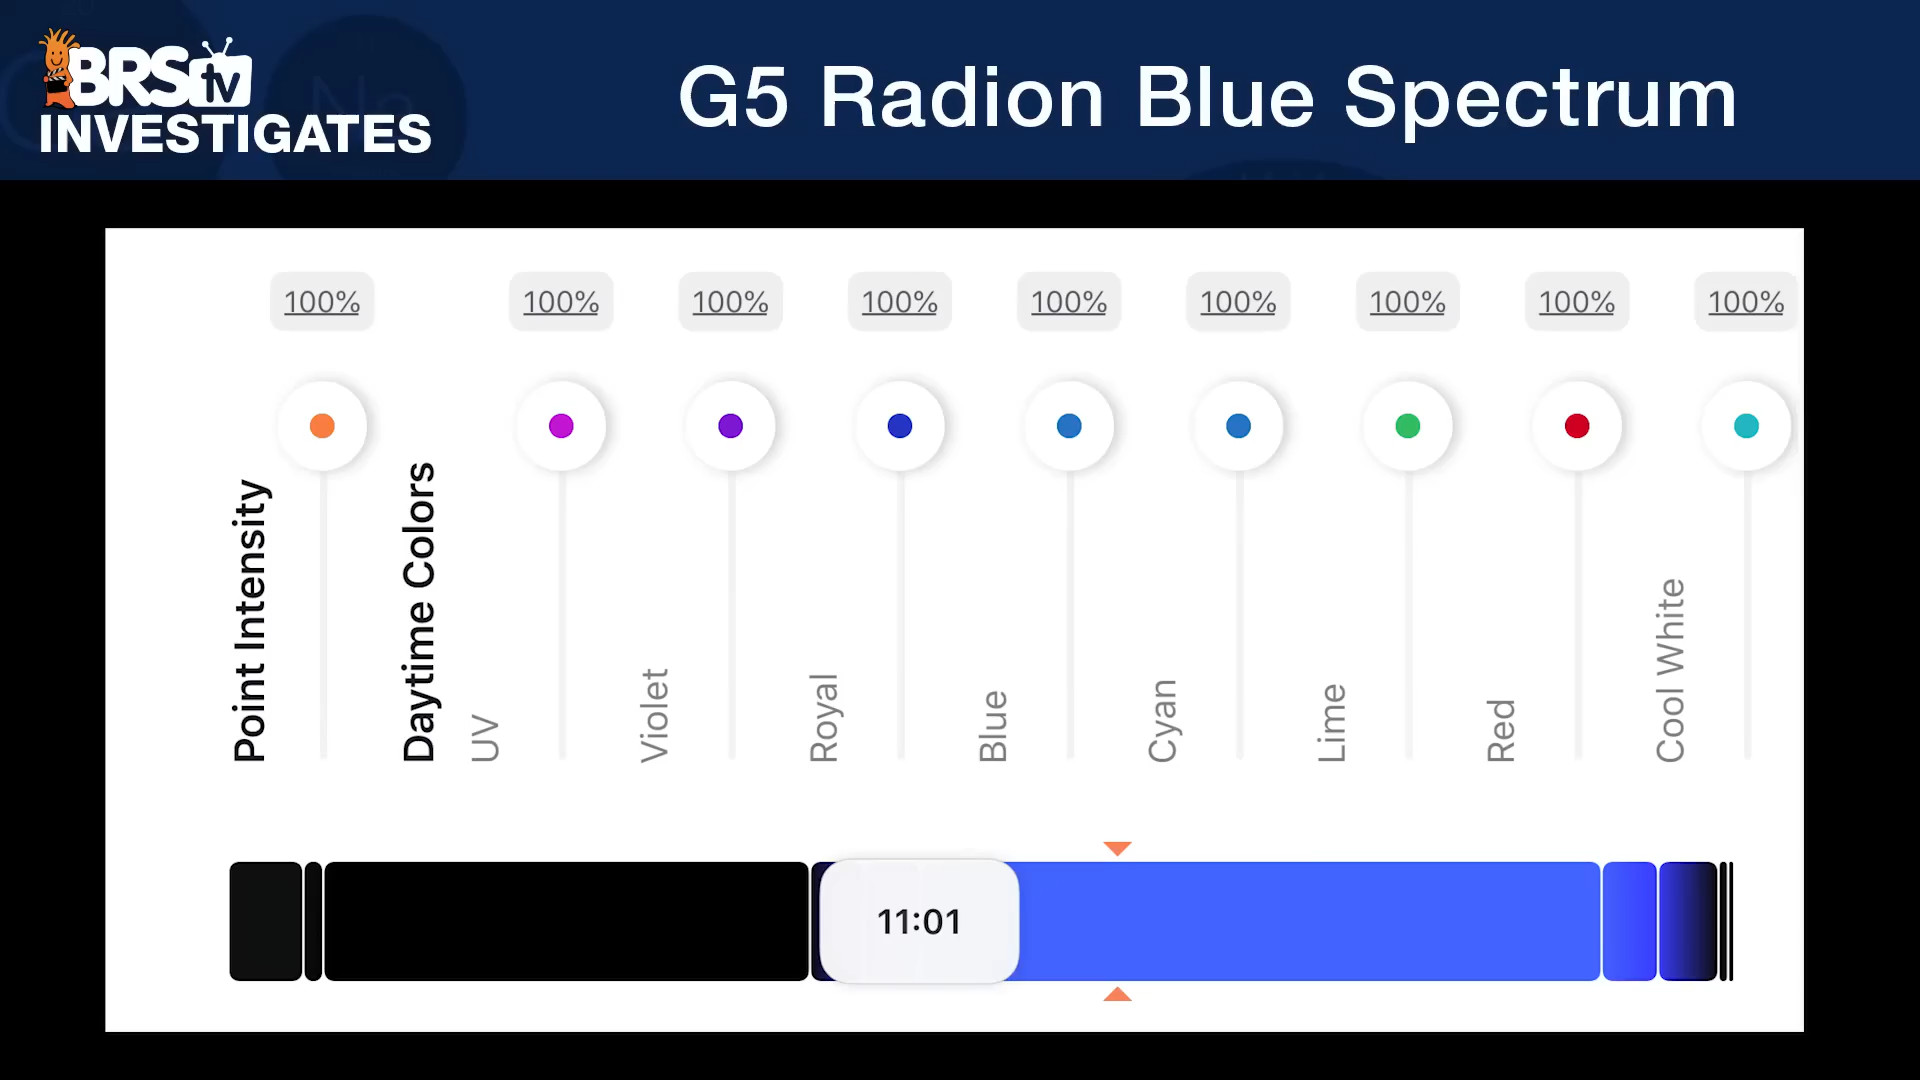 BRStv
INVESTIGATES
G5 Radion Blue Spectrum
100% 100% 100% 100% 100% 100% 100% 100% 100%
Point Intensity
Daytime Colors
UV
Violet
Royal
Blue
Cyan
Lime
Red
Cool White
11:01